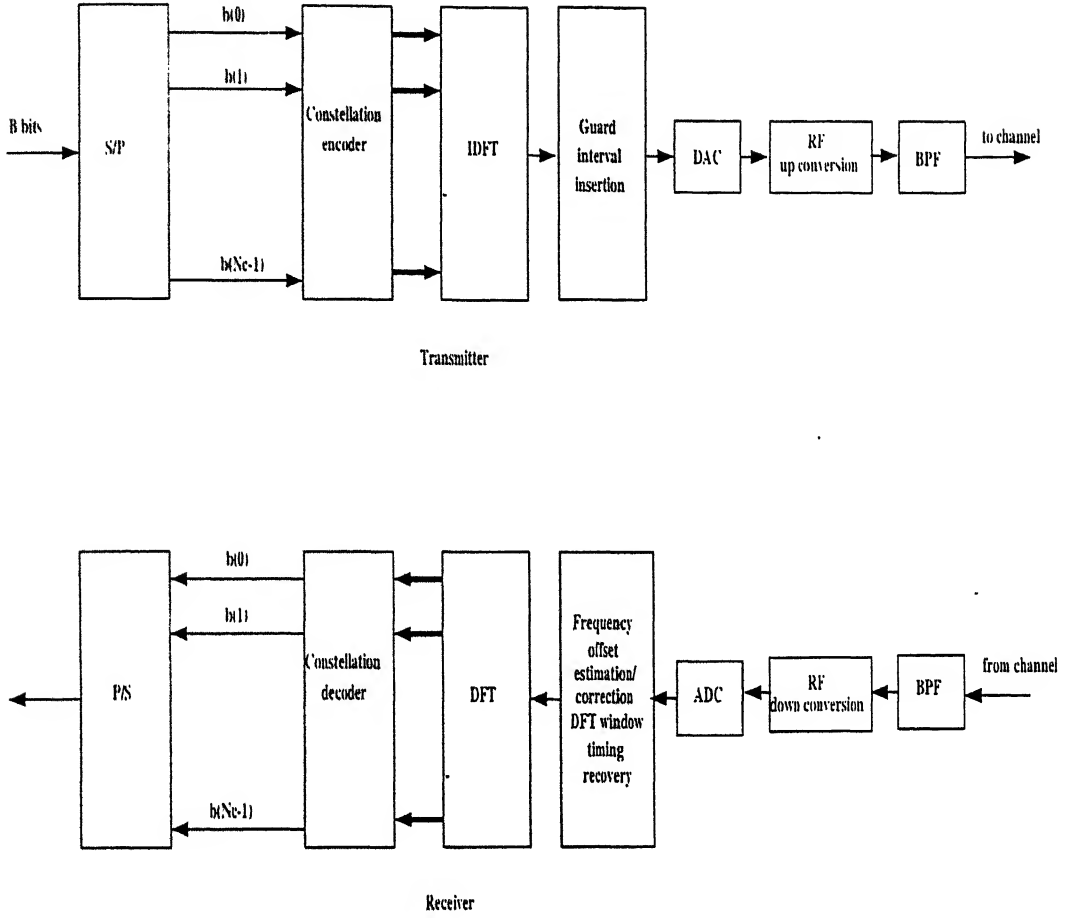 b(0)
b(1)
B bits
S/P
Constellation
encoder
IDFT
Guard
interval
insertion
DAC
RF
up conversion
BPF
to channel
b(Nc-1)
Transmitter
b(0)
b(1)
P/S
Constellation
decoder
DFT
Frequency
offset
estimation/
correction
DFT window
timing
recovery
ADC
RF
down conversion
BPF
from channel
b(Nc-1)
Receiver